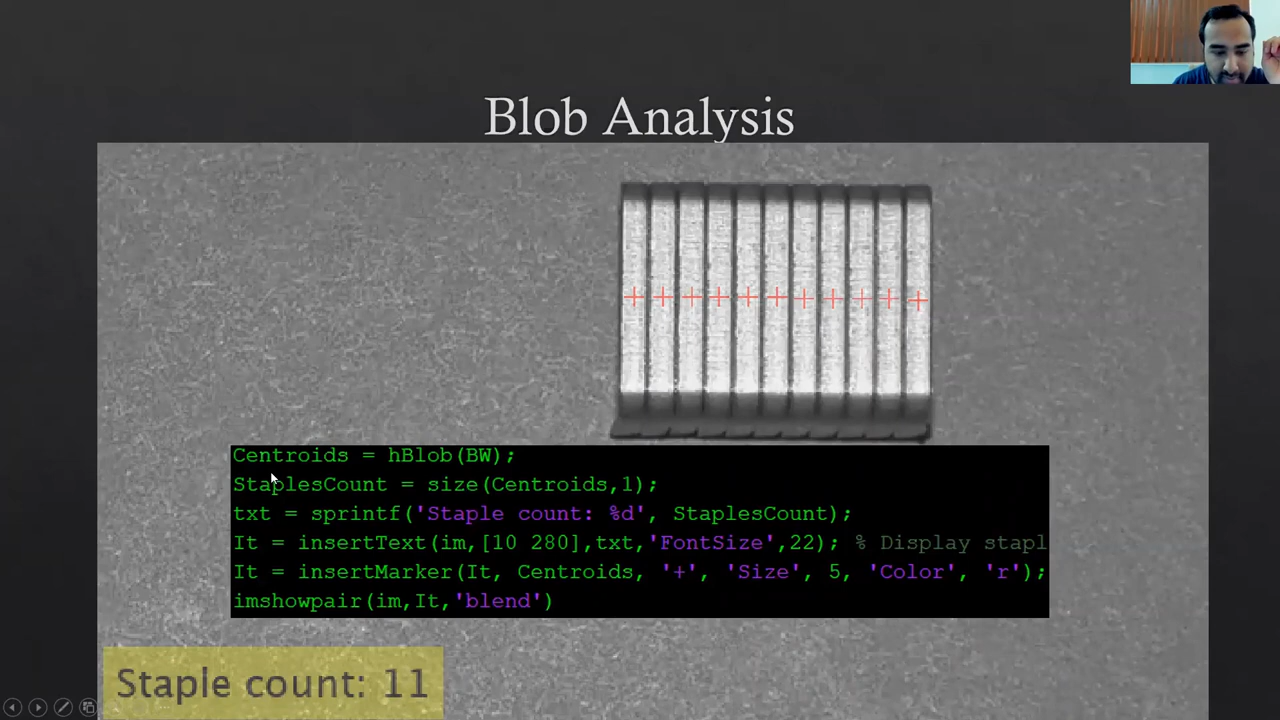 Blob Analysis
Centroids = hBlob(BW);
StaplesCount = size(Centroids,1);
txt = sprintf('Staple count: %d', StaplesCount);
It = insertText(im,[10 280],txt,'FontSize',22); % Display stapl
It = insertMarker(It, Centroids, '+', 'Size', 5, 'Color', 'r');
imshowpair(im,It,'blend')
Staple count: 11